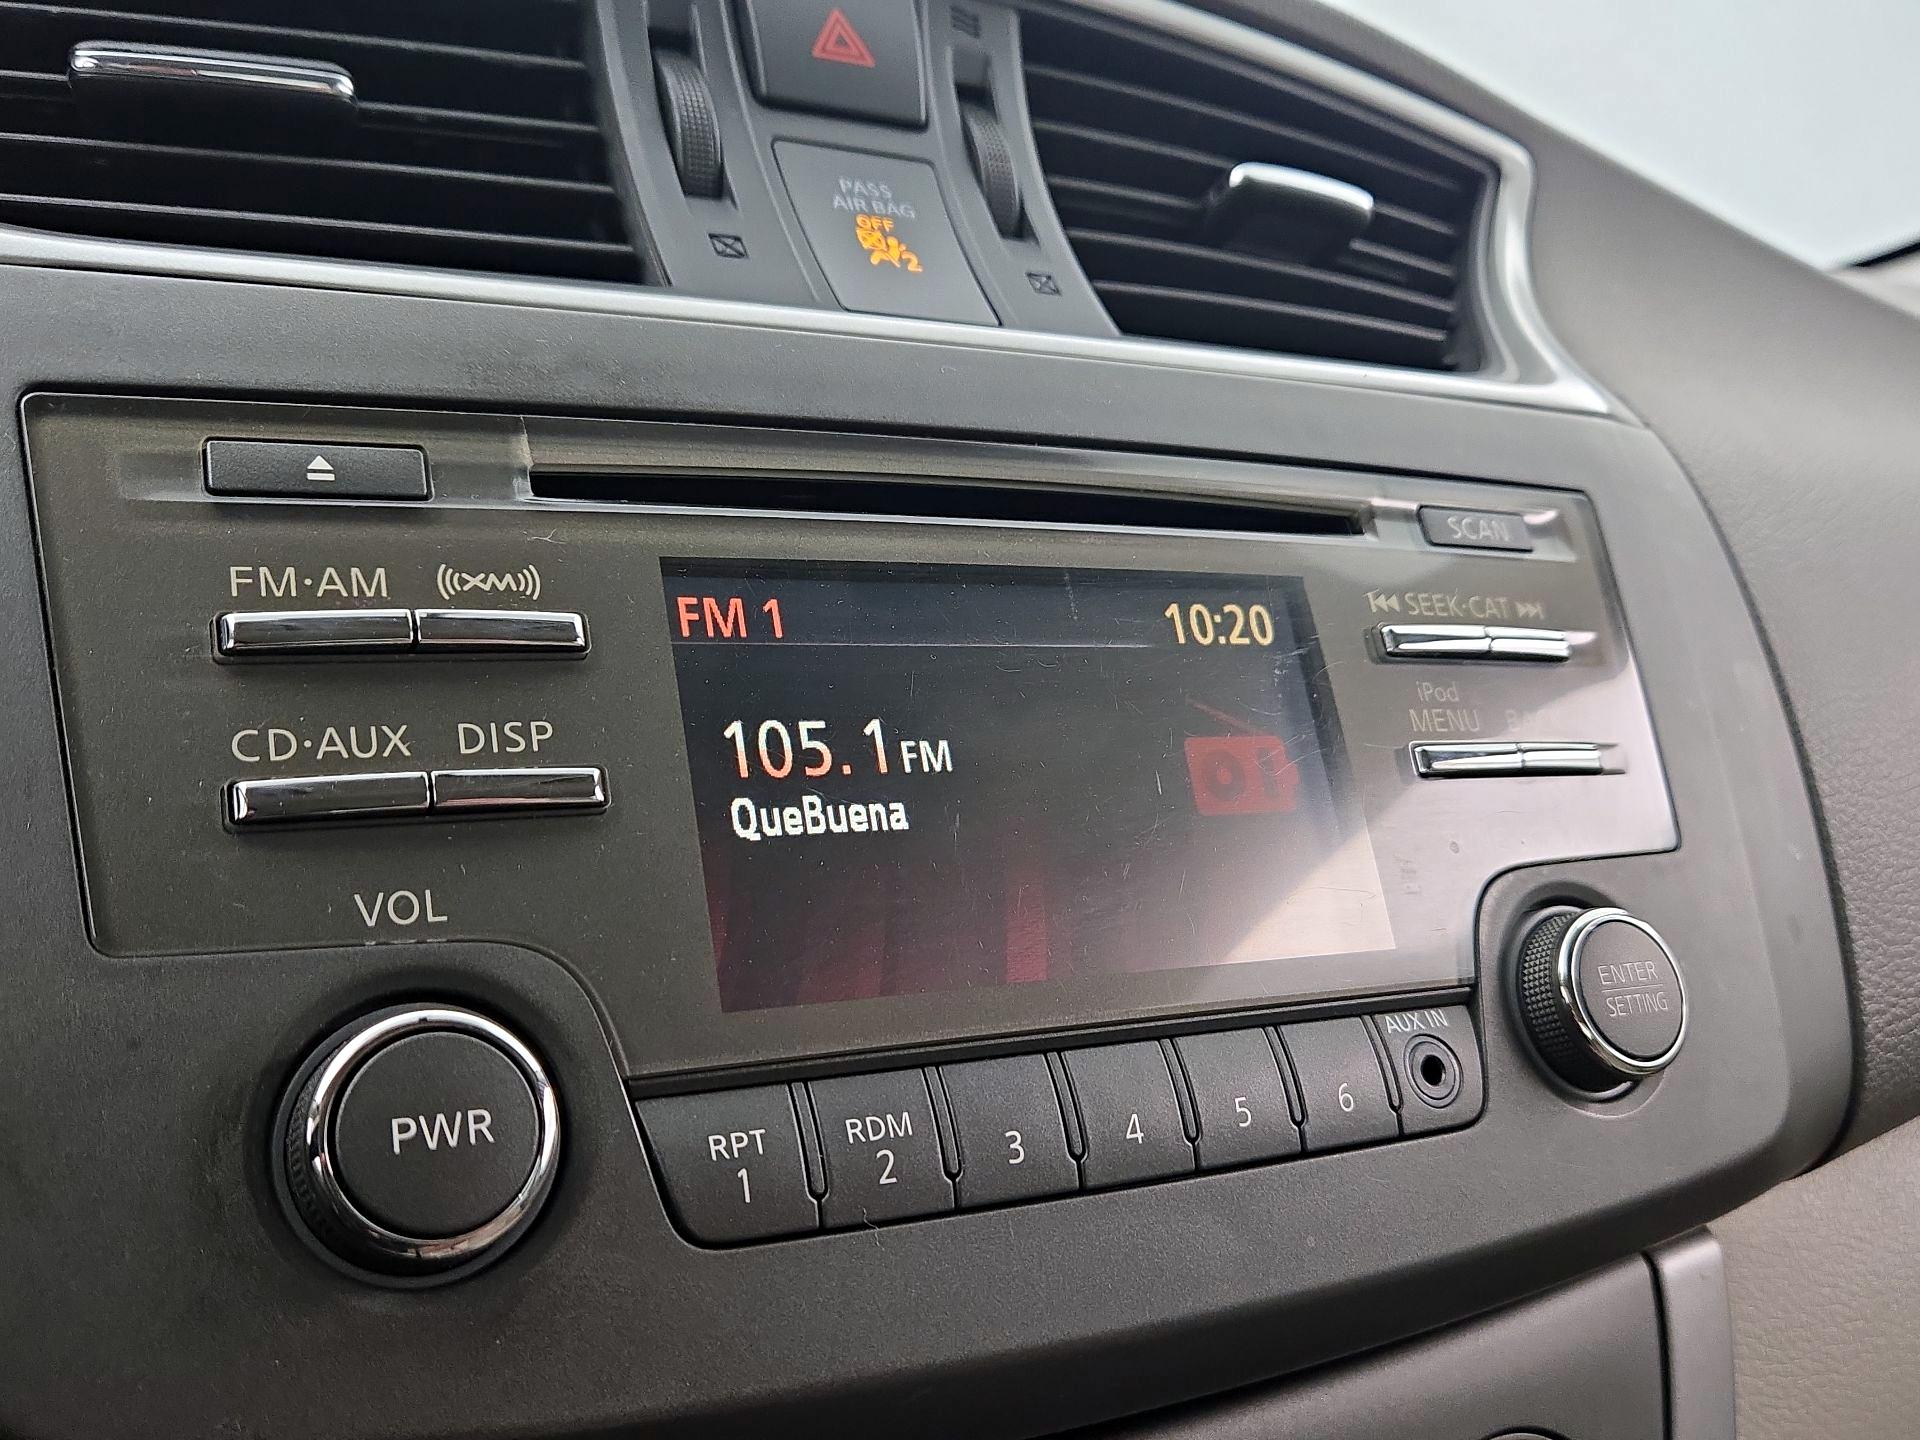 PASS
AIR BAG
OFF
2
SCAN
FM·AM
XM
SEEK·CAT
CD·AUX
DISP
iPod
MENU
FM 1
10:20
105.1 FM
QueBuena
VOL
PWR
RPT
1
RDM
2
3
4
5
6
AUX IN
ENTER
SETTING